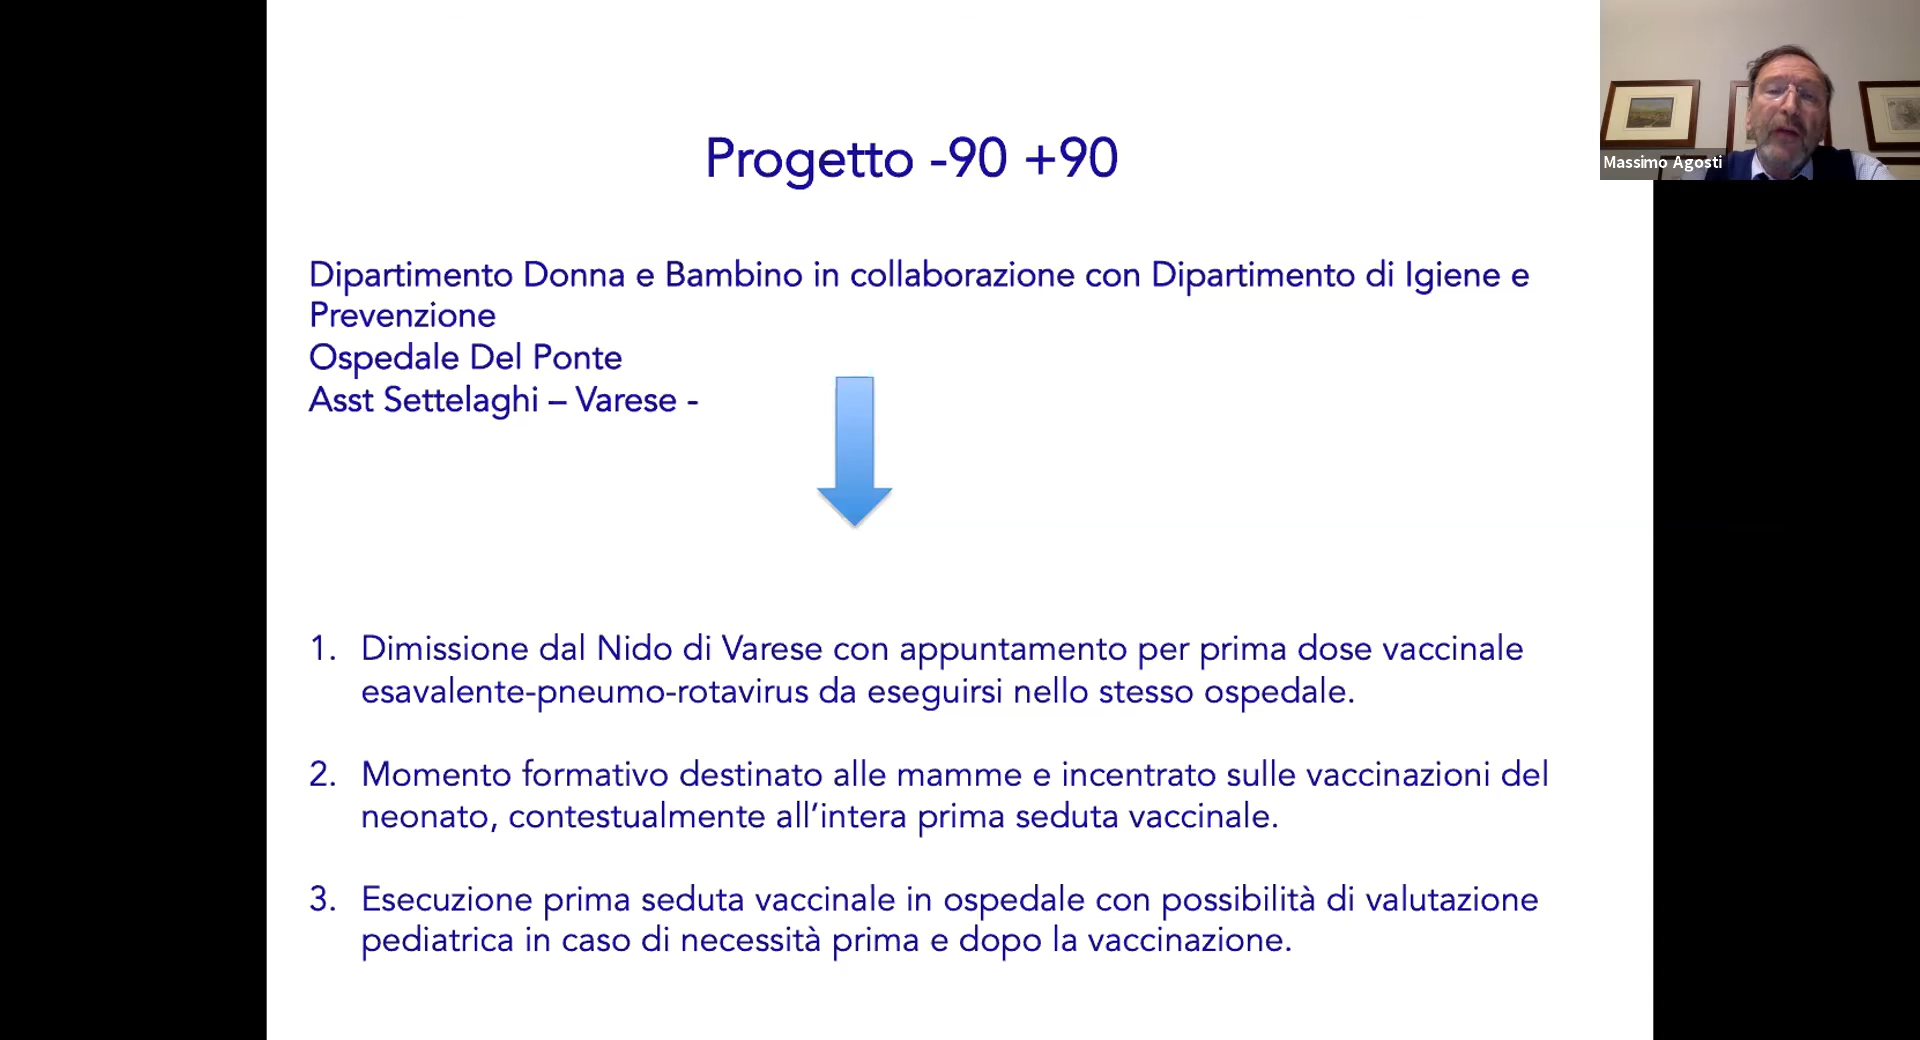 Progetto -90 +90
Massimo Agosti
Dipartimento Donna e Bambino in collaborazione con Dipartimento di Igiene e
Prevenzione
Ospedale Del Ponte
Asst Settelaghi – Varese -
1. Dimissione dal Nido di Varese con appuntamento per prima dose vaccinale
esavalente-pneumo-rotavirus da eseguirsi nello stesso ospedale.
2. Momento formativo destinato alle mamme e incentrato sulle vaccinazioni del
neonato, contestualmente all’intera prima seduta vaccinale.
3. Esecuzione prima seduta vaccinale in ospedale con possibilità di valutazione
pediatrica in caso di necessità prima e dopo la vaccinazione.